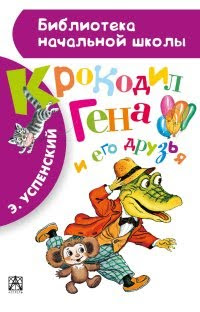 Библиотека
начальной школы
Крокодил
Гена
и его друзья
Э. УСПЕНСКИЙ